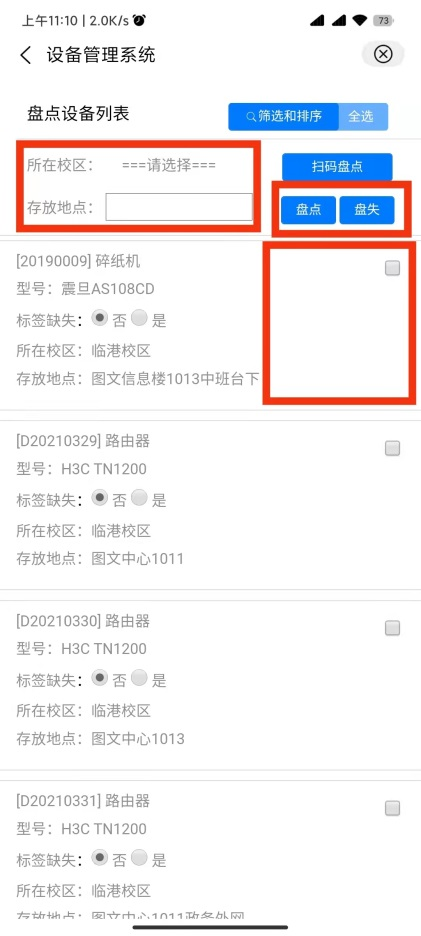 上午11:10 | 2.0K/s
73
设备管理系统
盘点设备列表
筛选和排序 全选
所在校区： ===请选择===
扫码盘点
存放地点：
盘点 盘失
[20190009] 碎纸机
型号：震旦AS108CD
标签缺失：否 是
所在校区：临港校区
存放地点：图文信息楼1013中班台下
[D20210329] 路由器
型号：H3C TN1200
标签缺失：否 是
所在校区：临港校区
存放地点：图文中心1011
[D20210330] 路由器
型号：H3C TN1200
标签缺失：否 是
所在校区：临港校区
存放地点：图文中心1013
[D20210331] 路由器
型号：H3C TN1200
标签缺失：否 是
所在校区：临港校区
存放地点：图文中心1011政务外网